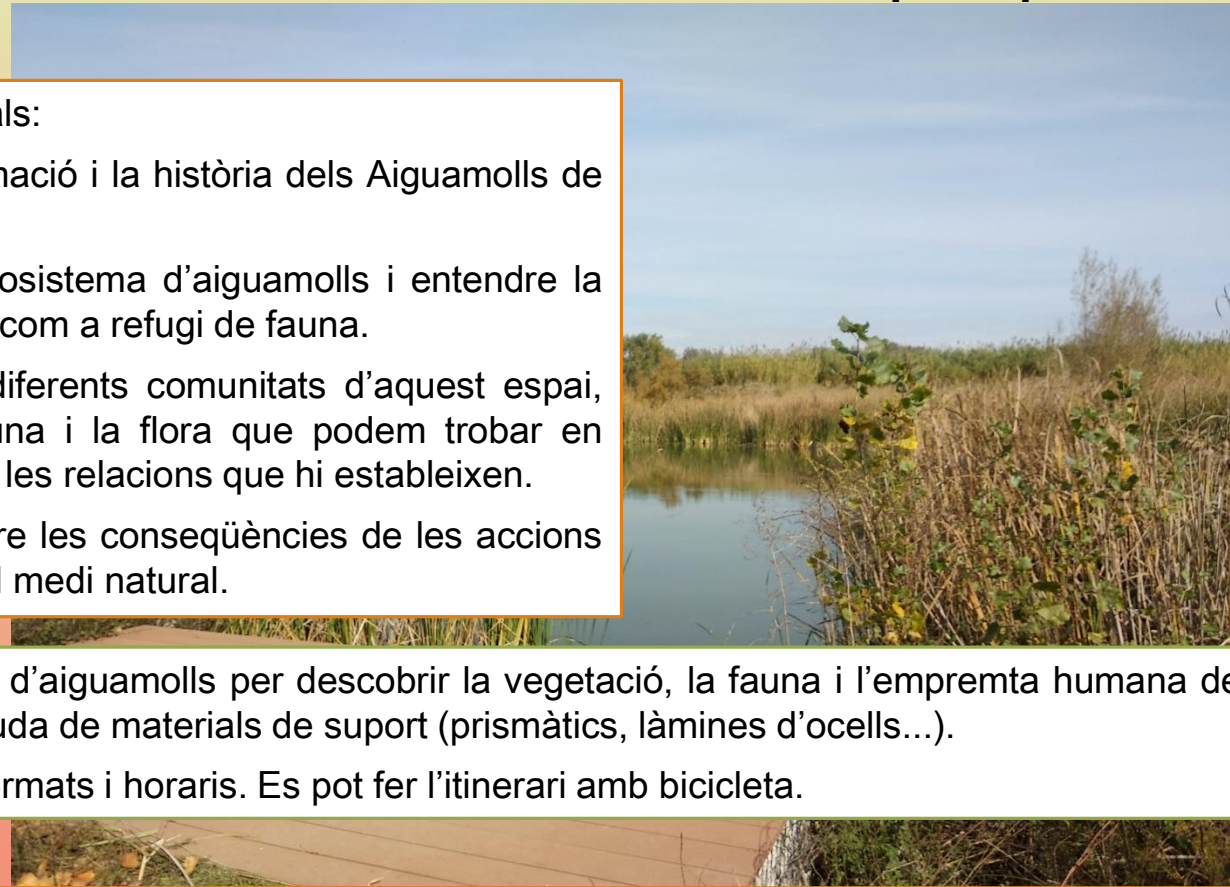 als:
mació i la història dels Aiguamolls de
osistema d’aiguamolls i entendre la
com a refugi de fauna.
diferents comunitats d’aquest espai,
una i la flora que podem trobar en
les relacions que hi estableixen.
re les conseqüències de les accions
l medi natural.
d’aiguamolls per descobrir la vegetació, la fauna i l’empremta humana de
uda de materials de suport (prismàtics, làmines d’ocells...).
ormats i horaris. Es pot fer l’itinerari amb bicicleta.